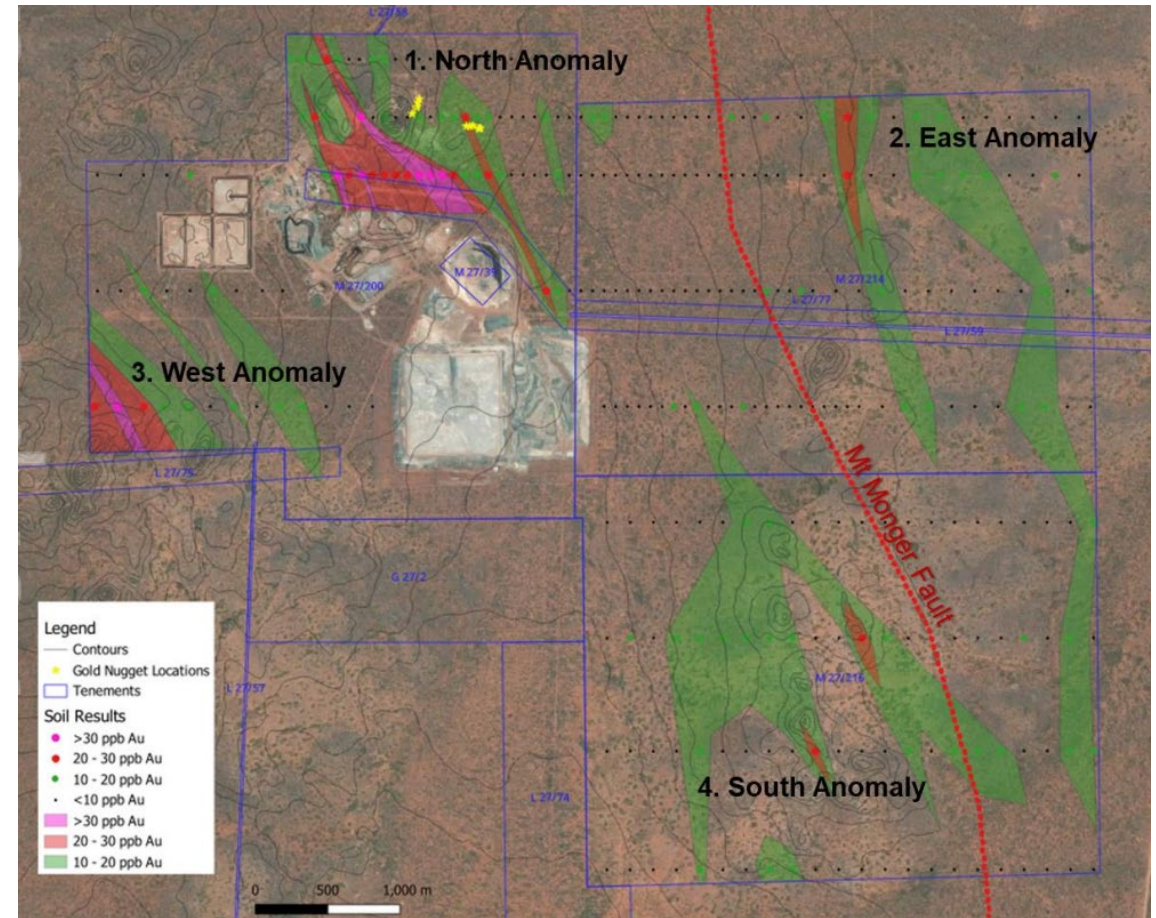 L 27/58
1. North Anomaly
2. East Anomaly
M 27/39
M 27/200
M 27/214
L 27/77
L 27/59
3. West Anomaly
L 27/75
Mt Monger Fault
G 27/2
Legend
Contours
Gold Nugget Locations
Tenements
Soil Results
>30 ppb Au
20 - 30 ppb Au
10 - 20 ppb Au
<10 ppb Au
>30 ppb Au
20 - 30 ppb Au
10 - 20 ppb Au
L 27/57
M 27/216
L 27/74
4. South Anomaly
0 500 1,000 m